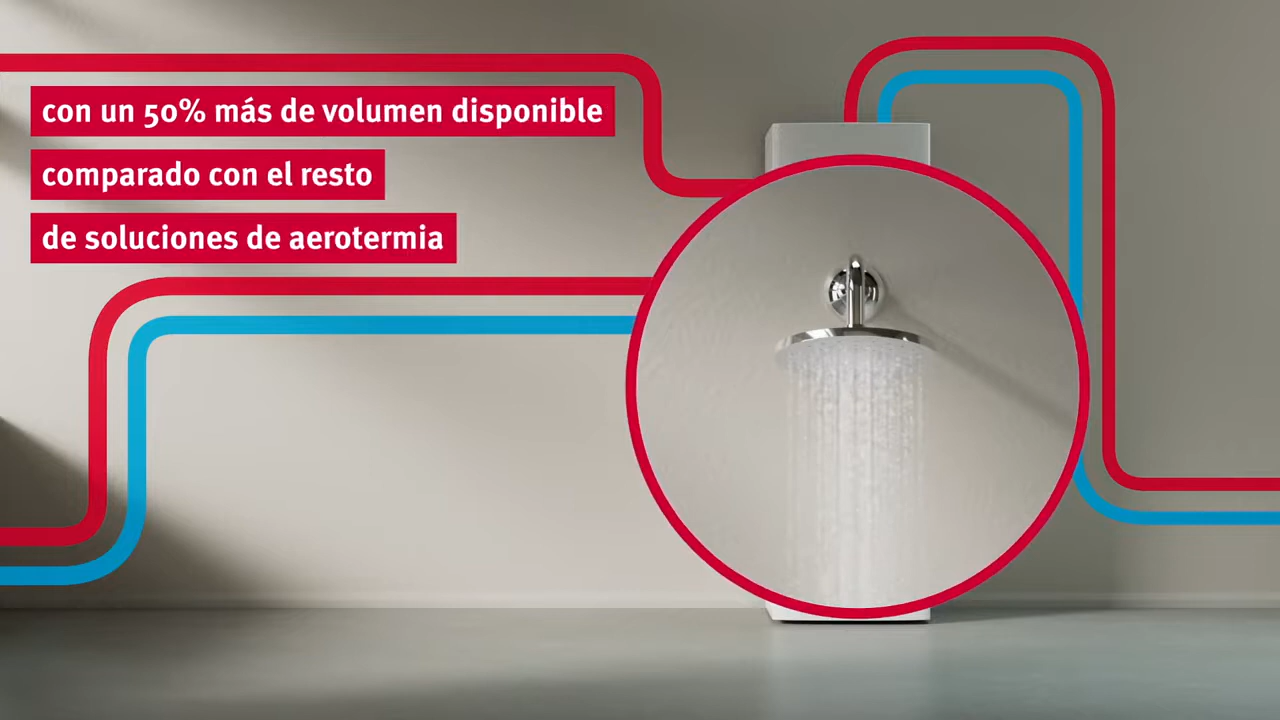 con un 50% más de volumen disponible
comparado con el resto
de soluciones de aerotermia